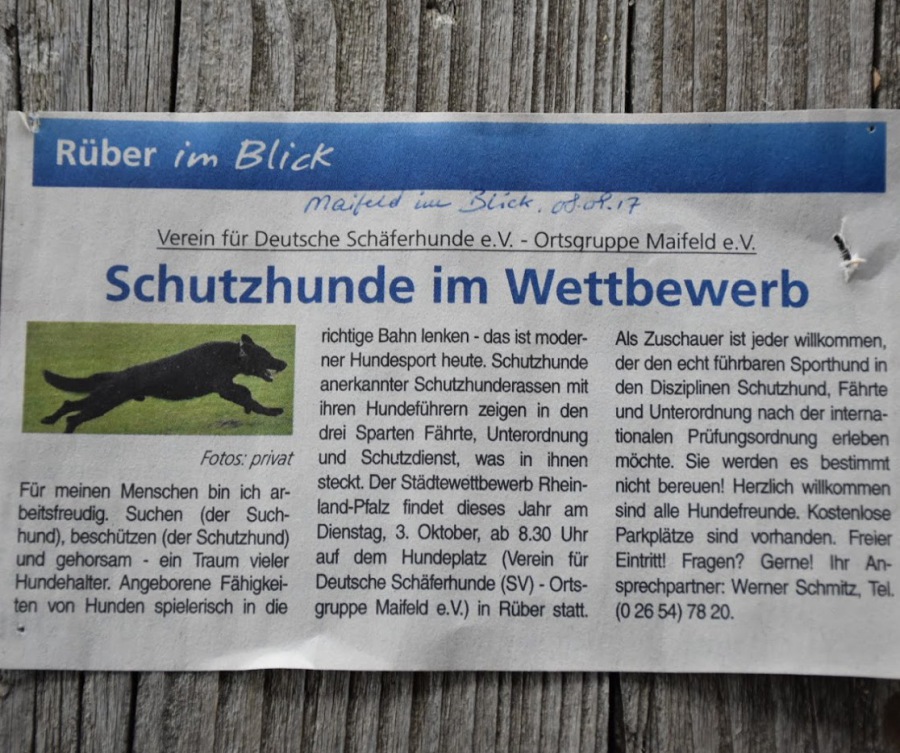 Rüber im Blick
Maifeld im Blick, 08.09.17
Verein für Deutsche Schäferhunde e.V. - Ortsgruppe Maifeld e.V.
Schutzhunde im Wettbewerb
Fotos: privat
Für meinen Menschen bin ich ar-
beitsfreudig. Suchen (der Such-
hund), beschützen (der Schutzhund)
und gehorsam - ein Traum vieler
Hundehalter. Angeborene Fähigkei-
ten von Hunden spielerisch in die
richtige Bahn lenken - das ist moder-
ner Hundesport heute. Schutzhunde
anerkannter Schutzhunderassen mit
ihren Hundeführern zeigen in den
drei Sparten Fährte, Unterordnung
und Schutzdienst, was in ihnen
steckt. Der Städtewettbewerb Rhein-
land-Pfalz findet dieses Jahr am
Dienstag, 3. Oktober, ab 8.30 Uhr
auf dem Hundeplatz (Verein für
Deutsche Schäferhunde (SV) - Orts-
gruppe Maifeld e.V.) in Rüber statt.
Als Zuschauer ist jeder willkommen,
der den echt führbaren Sporthund in
den Disziplinen Schutzhund, Fährte
und Unterordnung nach der interna-
tionalen Prüfungsordnung erleben
möchte. Sie werden es bestimmt
nicht bereuen! Herzlich willkommen
sind alle Hundefreunde. Kostenlose
Parkplätze sind vorhanden. Freier
Eintritt! Fragen? Gerne! Ihr An-
sprechpartner: Werner Schmitz, Tel.
(0 26 54) 78 20.